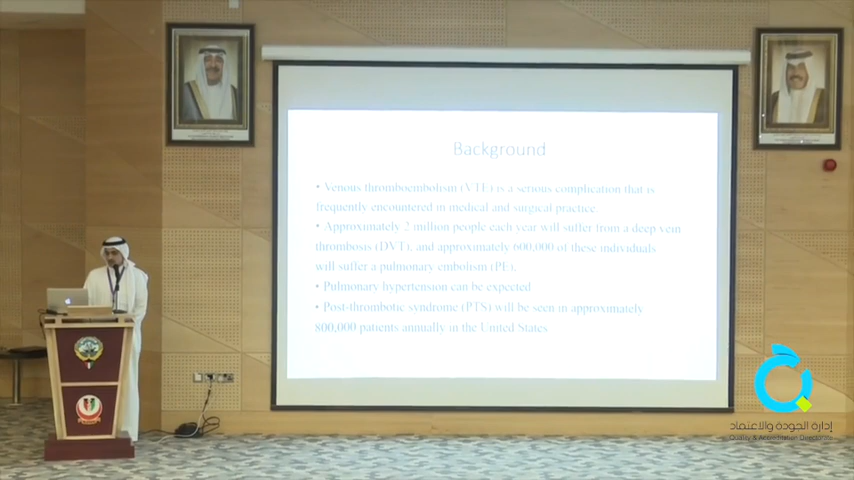 Background
• Venous thromboembolism (VTE) is a serious complication that is
frequently encountered in medical and surgical practice.
• Approximately 2 million people each year will suffer from a deep vein
thrombosis (DVT), and approximately 600,000 of these individuals
will suffer a pulmonary embolism (PE).
• Pulmonary hypertension can be expected
• Post-thrombotic syndrome (PTS) will be seen in approximately
800,000 patients annually in the United States
إدارة الجودة والاعتماد
Quality & Accreditation Directorate